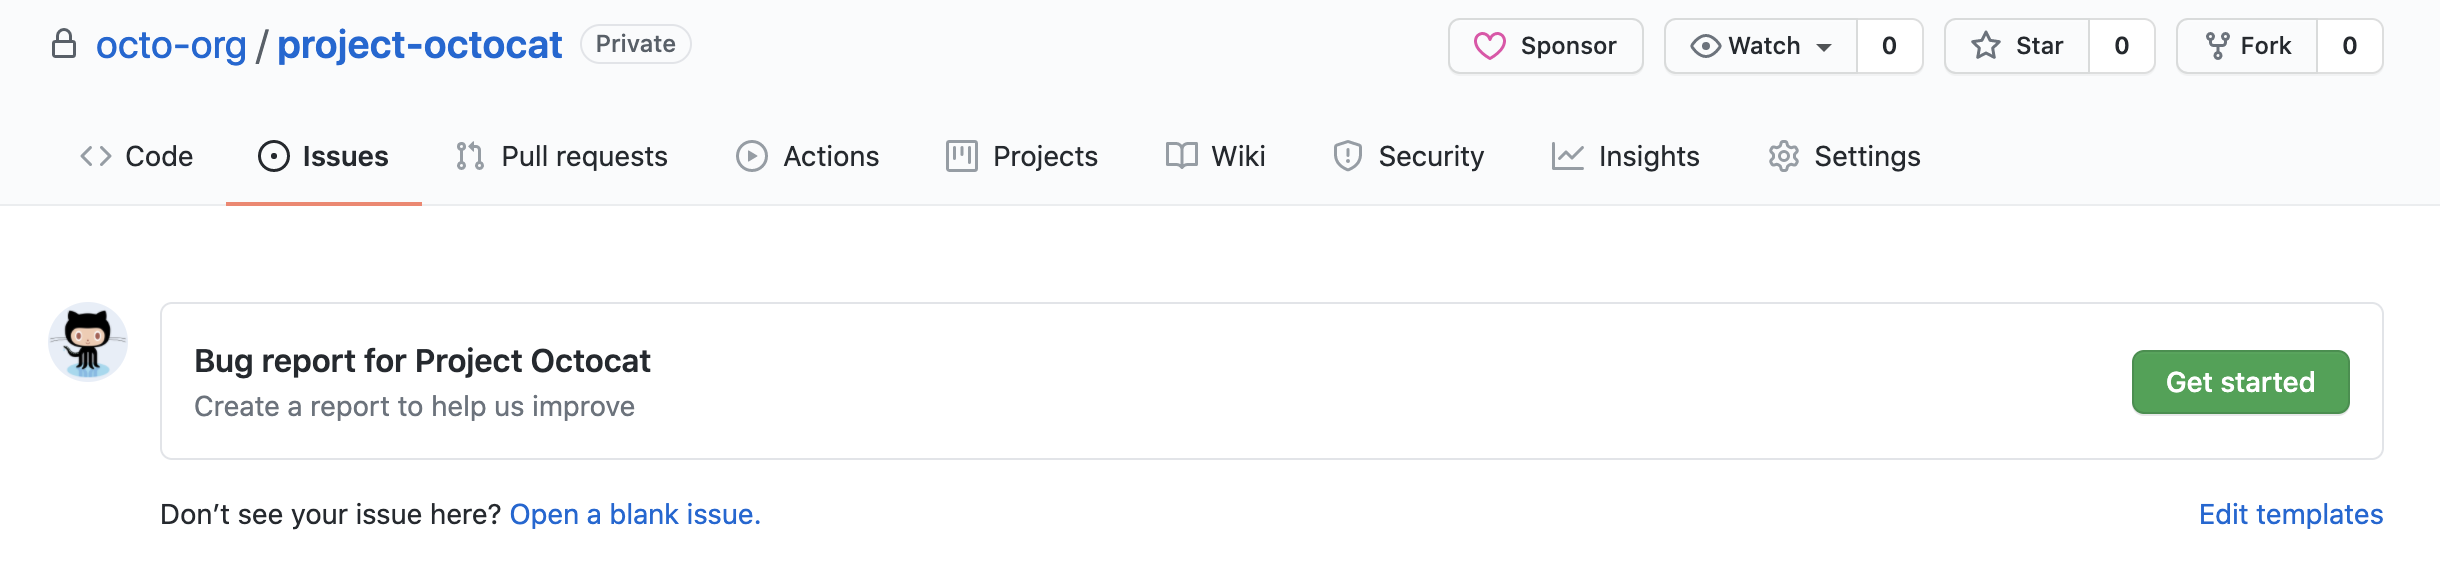 octo-org / project-octocat Private Sponsor Watch 0 Star 0 Fork 0
Code Issues Pull requests Actions Projects Wiki Security Insights Settings
Bug report for Project Octocat
Create a report to help us improve
Get started
Don’t see your issue here? Open a blank issue. Edit templates